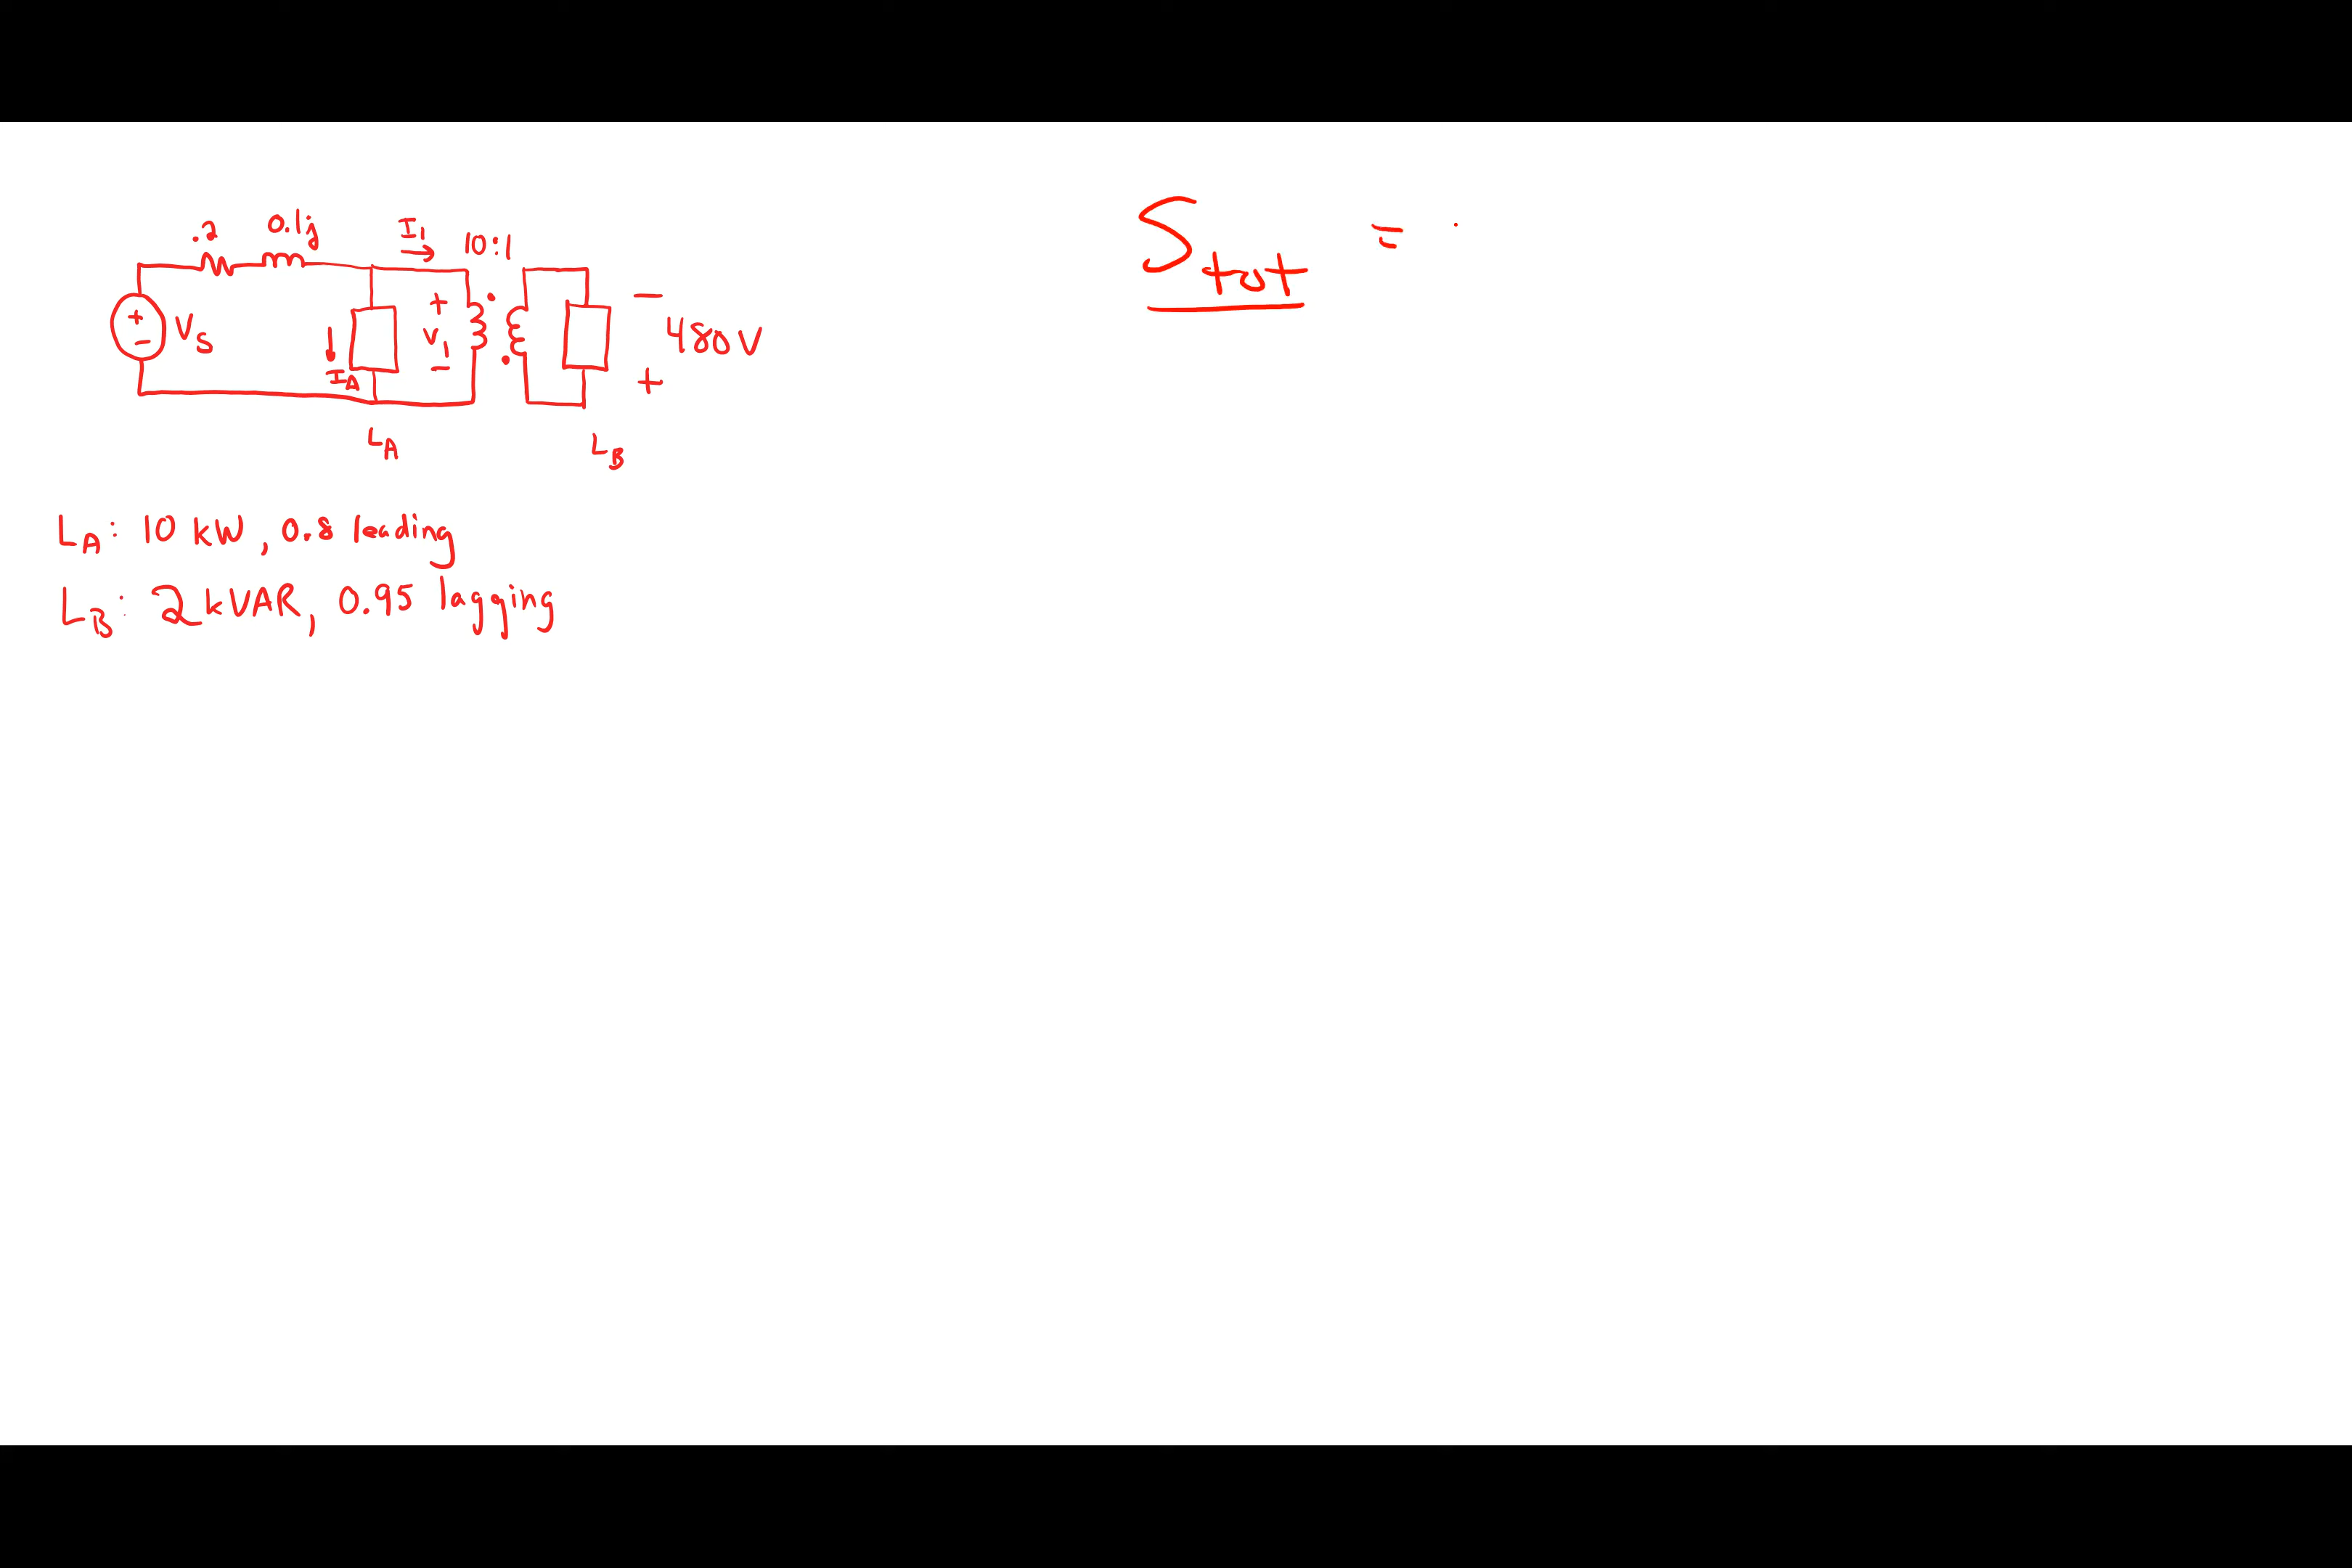 .2 0.1j I1 10:1
+ - VS
IA
+ V1 -
- 480V +
LA
LB
LA: 10 kW, 0.8 leading
LB: 2 kVAR, 0.95 lagging
Stot =